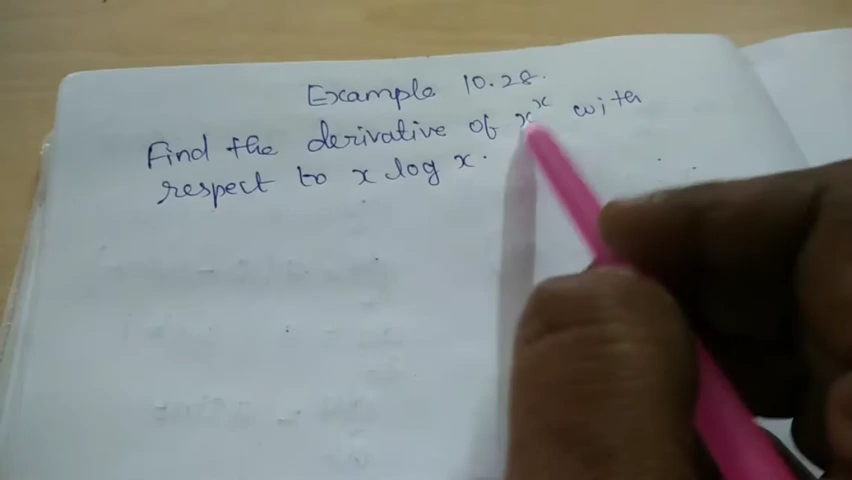 Example 10.28.
Find the derivative of x^x with
respect to x log x.